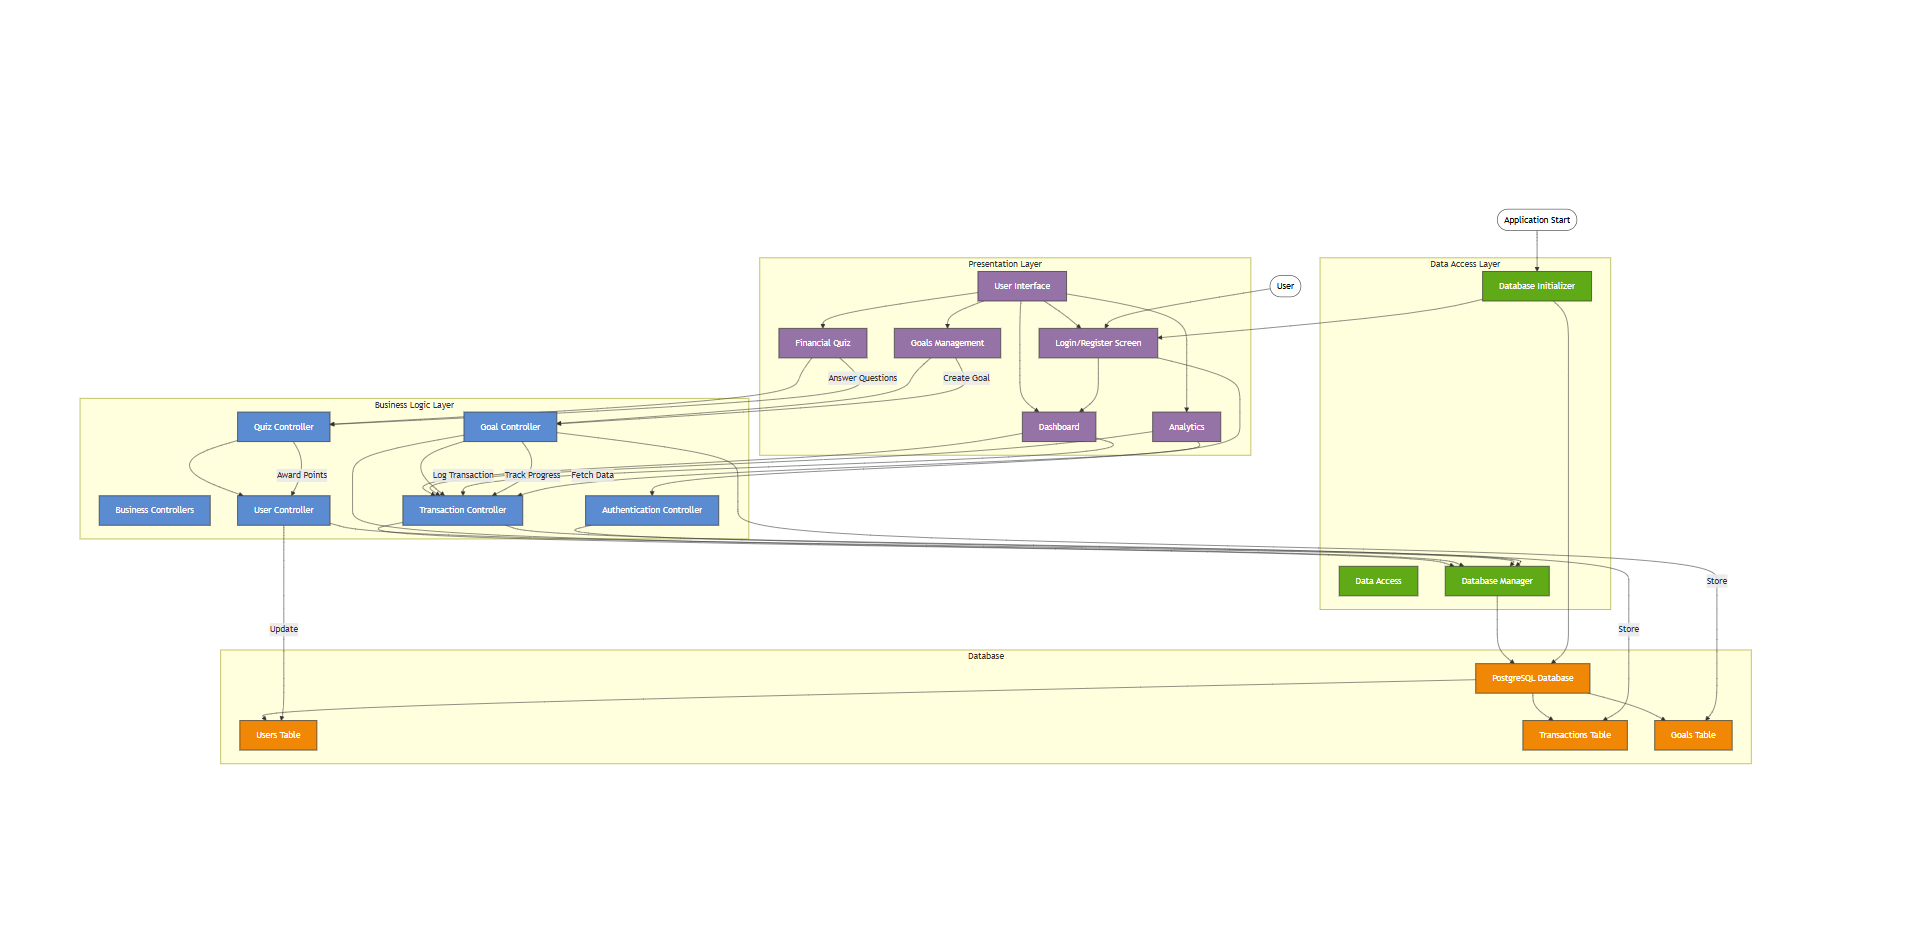 Application Start
Presentation Layer
Data Access Layer
User Interface
User
Database Initializer
Financial Quiz
Goals Management
Login/Register Screen
Answer Questions
Create Goal
Business Logic Layer
Quiz Controller
Goal Controller
Dashboard
Analytics
Award Points
Log Transaction
Track Progress
Fetch Data
Business Controllers
User Controller
Transaction Controller
Authentication Controller
Data Access
Database Manager
Store
Update
Store
Database
PostgreSQL Database
Users Table
Transactions Table
Goals Table